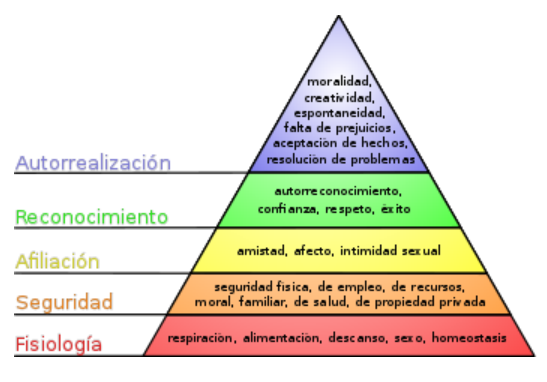 moralidad,
creatividad,
espontaneidad,
falta de prejuicios,
aceptación de hechos,
resolución de problemas
Autorrealización
autorreconocimiento,
confianza, respeto, éxito
Reconocimiento
amistad, afecto, intimidad sexual
Afiliación
seguridad física, de empleo, de recursos,
moral, familiar, de salud, de propiedad privada
Seguridad
respiración, alimentación, descanso, sexo, homeostasis
Fisiología